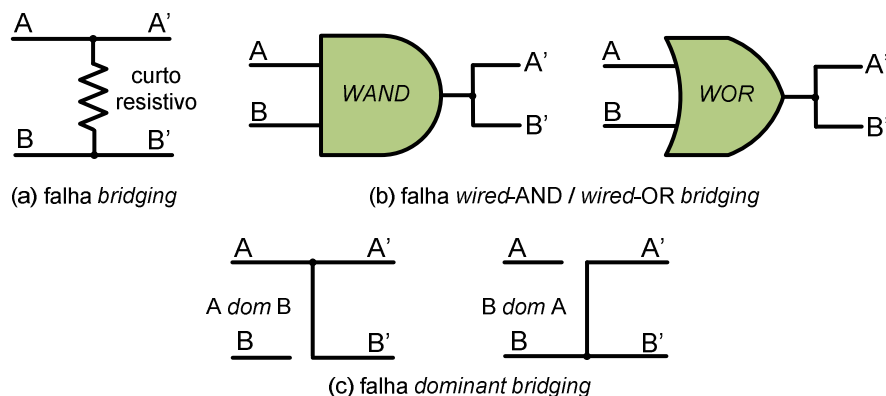 A A'
curto
resistivo
B B'
(a) falha bridging
A
B
WAND
A'
B'
A
B
WOR
A'
B'
(b) falha wired-AND / wired-OR bridging
A A'
A dom B
B B'
A A'
B dom A
B B'
(c) falha dominant bridging